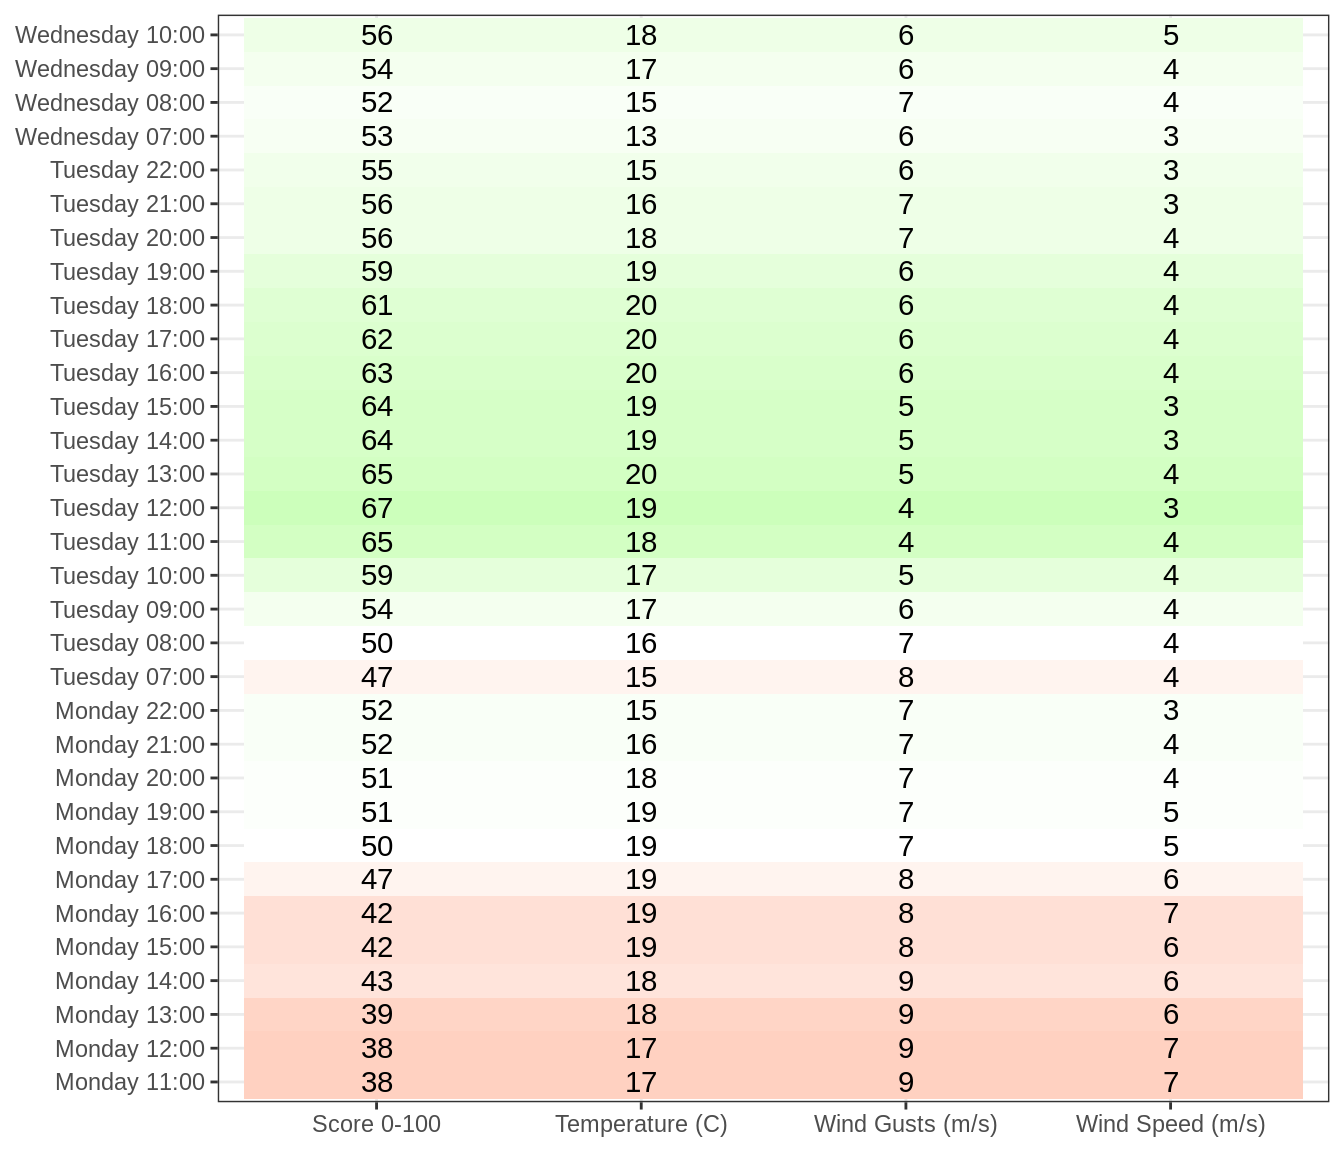 Wednesday 10:00 56 18 6 5
Wednesday 09:00 54 17 6 4
Wednesday 08:00 52 15 7 4
Wednesday 07:00 53 13 6 3
Tuesday 22:00 55 15 6 3
Tuesday 21:00 56 16 7 3
Tuesday 20:00 56 18 7 4
Tuesday 19:00 59 19 6 4
Tuesday 18:00 61 20 6 4
Tuesday 17:00 62 20 6 4
Tuesday 16:00 63 20 6 4
Tuesday 15:00 64 19 5 3
Tuesday 14:00 64 19 5 3
Tuesday 13:00 65 20 5 4
Tuesday 12:00 67 19 4 3
Tuesday 11:00 65 18 4 4
Tuesday 10:00 59 17 5 4
Tuesday 09:00 54 17 6 4
Tuesday 08:00 50 16 7 4
Tuesday 07:00 47 15 8 4
Monday 22:00 52 15 7 3
Monday 21:00 52 16 7 4
Monday 20:00 51 18 7 4
Monday 19:00 51 19 7 5
Monday 18:00 50 19 7 5
Monday 17:00 47 19 8 6
Monday 16:00 42 19 8 7
Monday 15:00 42 19 8 6
Monday 14:00 43 18 9 6
Monday 13:00 39 18 9 6
Monday 12:00 38 17 9 7
Monday 11:00 38 17 9 7
Score 0-100 Temperature (C) Wind Gusts (m/s) Wind Speed (m/s)